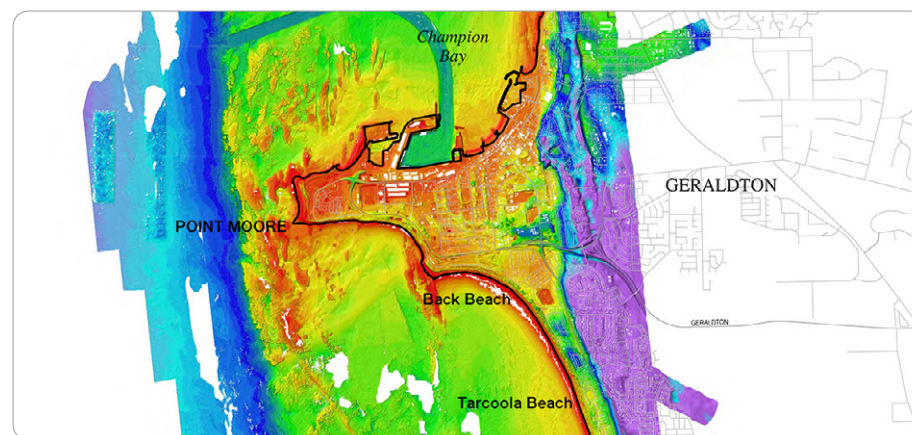 Champion
Bay
GERALDTON
POINT MOORE
Back Beach
GERALDTON
Tarcoola Beach